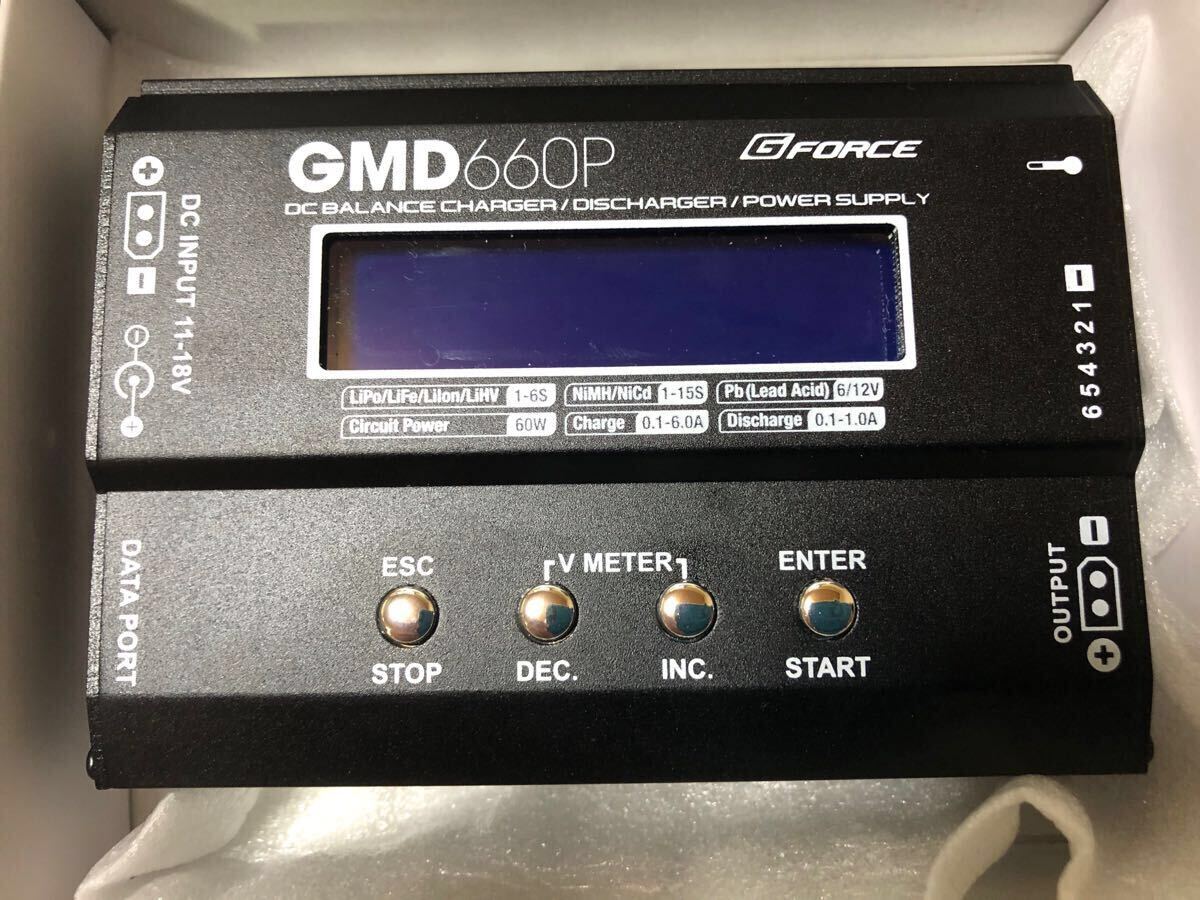 GMD660P
G FORCE
DC BALANCE CHARGER / DISCHARGER / POWER SUPPLY
DC INPUT 11-18V
LiPo/LiFe/LiIon/LiHV 1-6S NiMH/NiCd 1-15S Pb(Lead Acid) 6/12V
Circuit Power 60W Charge 0.1-6.0A Discharge 0.1-1.0A
6 5 4 3 2 1
DATA PORT
ESC V METER ENTER
STOP DEC. INC. START
OUTPUT